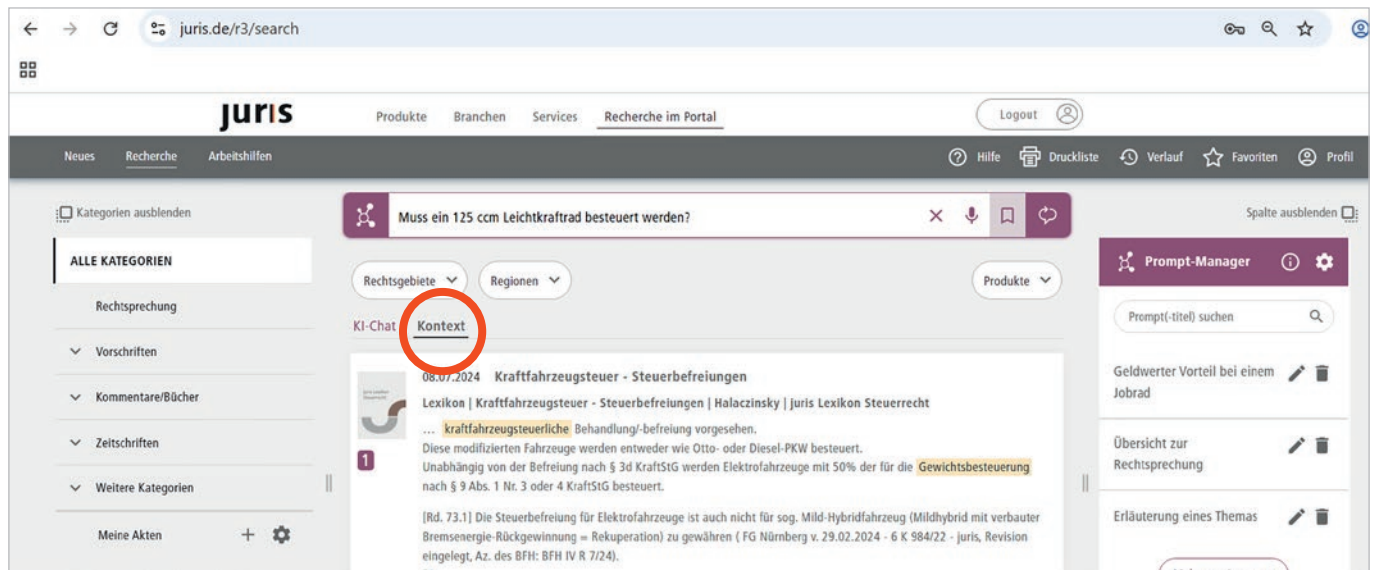 juris.de/r3/search
juris
Produkte Branchen Services Recherche im Portal
Logout
Neues Recherche Arbeitshilfen
Hilfe Druckliste Verlauf Favoriten Profil
Kategorien ausblenden
Muss ein 125 ccm Leichtkraftrad besteuert werden?
Spalte ausblenden
ALLE KATEGORIEN
Rechtsprechung
Vorschriften
Kommentare/Bücher
Zeitschriften
Weitere Kategorien
Meine Akten
Rechtsgebiete Regionen Produkte
KI-Chat Kontext
08.07.2024 Kraftfahrzeugsteuer - Steuerbefreiungen
Lexikon | Kraftfahrzeugsteuer - Steuerbefreiungen | Halaczinsky | juris Lexikon Steuerrecht
... kraftfahrzeugsteuerliche Behandlung/-befreiung vorgesehen.
Diese modifizierten Fahrzeuge werden entweder wie Otto- oder Diesel-PKW besteuert.
1
Unabhängig von der Befreiung nach § 3d KraftStG werden Elektrofahrzeuge mit 50% der für die Gewichtsbesteuerung
nach § 9 Abs. 1 Nr. 3 oder 4 KraftStG besteuert.
[Rd. 73.1] Die Steuerbefreiung für Elektrofahrzeuge ist auch nicht für sog. Mild-Hybridfahrzeug (Mildhybrid mit verbauter
Bremsenergie-Rückgewinnung = Rekuperation) zu gewähren ( FG Nürnberg v. 29.02.2024 - 6 K 984/22 - juris, Revision
eingelegt, Az. des BFH: BFH IV R 7/24).
Prompt-Manager
Prompt(-titel) suchen
Geldwerter Vorteil bei einem
Jobrad
Übersicht zur
Rechtsprechung
Erläuterung eines Themas